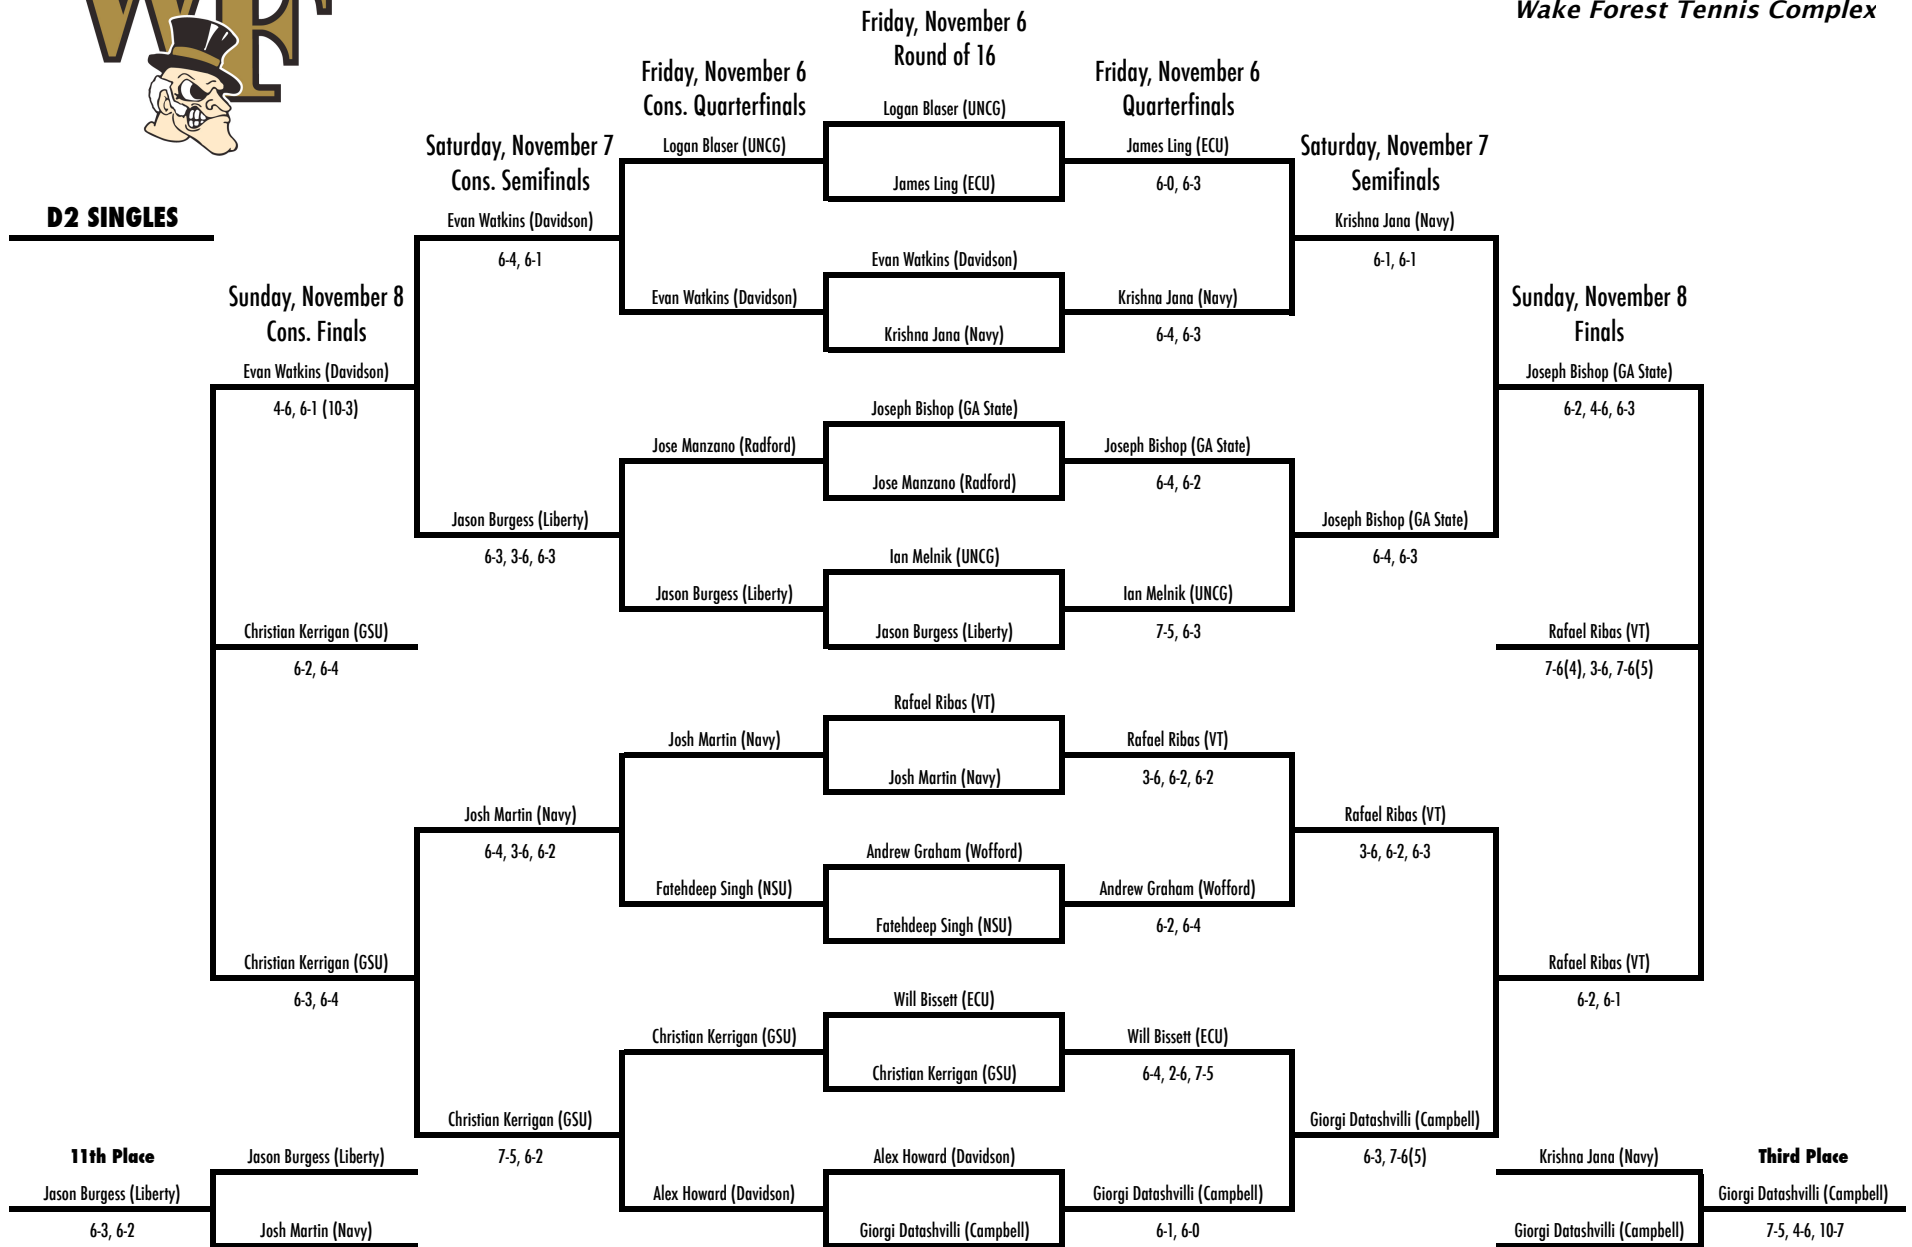 WF
Wake Forest Tennis Complex
Friday, November 6
Round of 16
Friday, November 6
Cons. Quarterfinals
Friday, November 6
Quarterfinals
Saturday, November 7
Cons. Semifinals
Saturday, November 7
Semifinals
D2 SINGLES
Sunday, November 8
Cons. Finals
Sunday, November 8
Finals
Evan Watkins (Davidson)
4-6, 6-1 (10-3)
Christian Kerrigan (GSU)
6-2, 6-4
Christian Kerrigan (GSU)
6-3, 6-4
Evan Watkins (Davidson)
6-4, 6-1
Jason Burgess (Liberty)
6-3, 3-6, 6-3
Josh Martin (Navy)
6-4, 3-6, 6-2
Christian Kerrigan (GSU)
7-5, 6-2
Logan Blaser (UNCG)
Evan Watkins (Davidson)
Jose Manzano (Radford)
Jason Burgess (Liberty)
Josh Martin (Navy)
Fatehdeep Singh (NSU)
Christian Kerrigan (GSU)
Alex Howard (Davidson)
Logan Blaser (UNCG)
James Ling (ECU)
Evan Watkins (Davidson)
Krishna Jana (Navy)
Joseph Bishop (GA State)
Jose Manzano (Radford)
Ian Melnik (UNCG)
Jason Burgess (Liberty)
Rafael Ribas (VT)
Josh Martin (Navy)
Andrew Graham (Wofford)
Fatehdeep Singh (NSU)
Will Bissett (ECU)
Christian Kerrigan (GSU)
Alex Howard (Davidson)
Giorgi Datashvilli (Campbell)
James Ling (ECU)
6-0, 6-3
Krishna Jana (Navy)
6-4, 6-3
Joseph Bishop (GA State)
6-4, 6-2
Ian Melnik (UNCG)
7-5, 6-3
Rafael Ribas (VT)
3-6, 6-2, 6-2
Andrew Graham (Wofford)
6-2, 6-4
Will Bissett (ECU)
6-4, 2-6, 7-5
Giorgi Datashvilli (Campbell)
6-1, 6-0
Krishna Jana (Navy)
6-1, 6-1
Joseph Bishop (GA State)
6-4, 6-3
Rafael Ribas (VT)
3-6, 6-2, 6-3
Giorgi Datashvilli (Campbell)
6-3, 7-6(5)
Joseph Bishop (GA State)
6-2, 4-6, 6-3
Rafael Ribas (VT)
7-6(4), 3-6, 7-6(5)
Rafael Ribas (VT)
6-2, 6-1
11th Place
Jason Burgess (Liberty)
Jason Burgess (Liberty)
6-3, 6-2
Josh Martin (Navy)
Krishna Jana (Navy)
Third Place
Giorgi Datashvilli (Campbell)
Giorgi Datashvilli (Campbell)
7-5, 4-6, 10-7